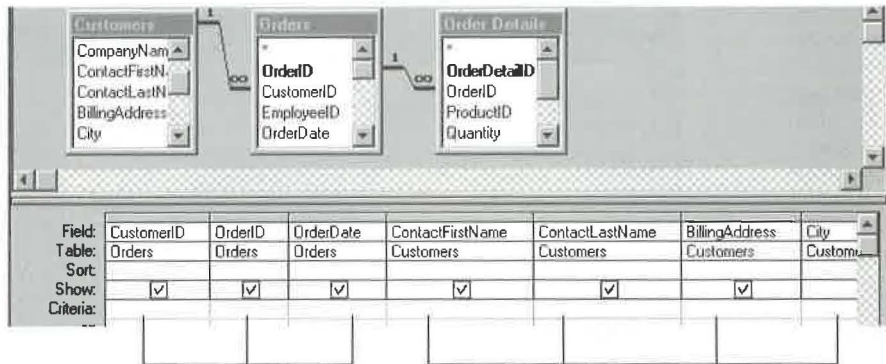 Customers
CompanyNam
ContactFirstN
ContactLastN
BillingAddress
City
1
∞
Orders
*
OrderID
CustomerID
EmployeeID
OrderDate
1
∞
Order Details
*
OrderDetailID
OrderID
ProductID
Quantity
Field: CustomerID OrderID OrderDate ContactFirstName ContactLastName BillingAddress City
Table: Orders Orders Orders Customers Customers Customers Custome
Sort:
Show:
Criteria: